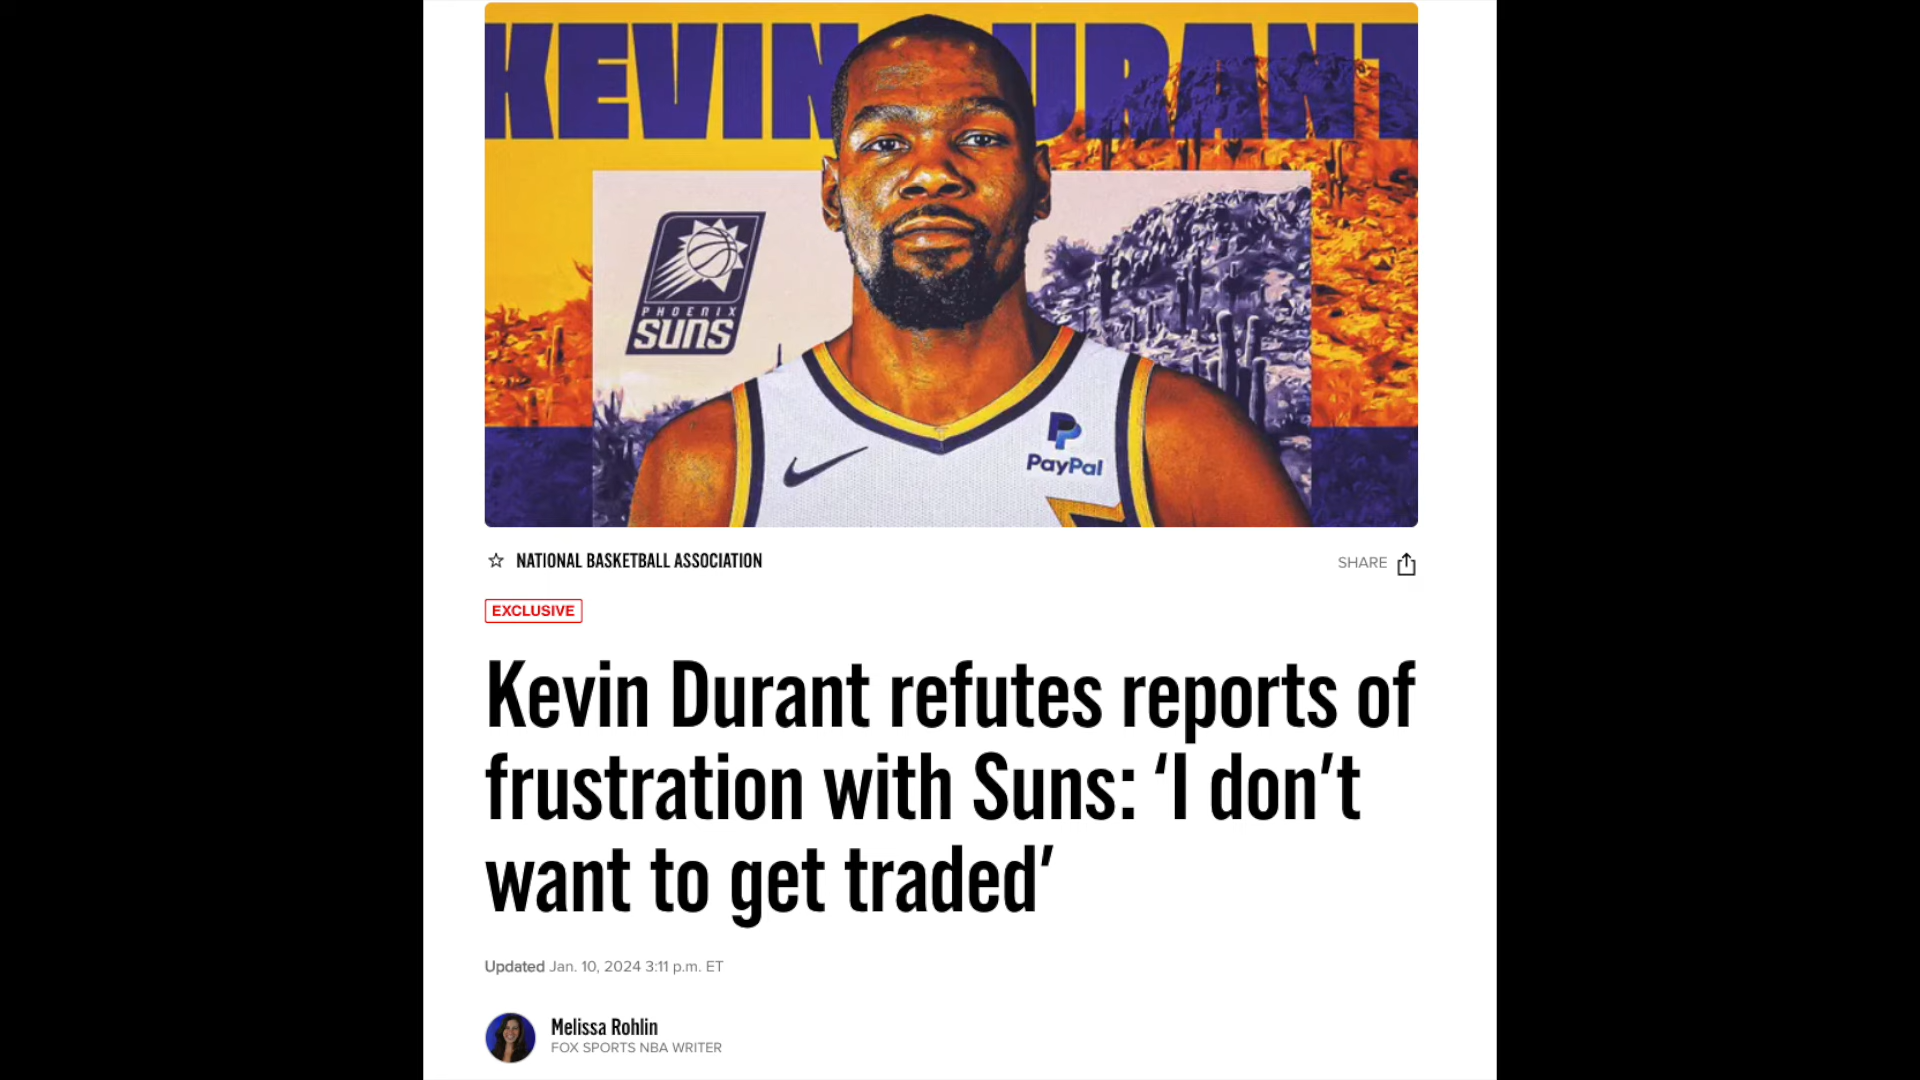 KEVIN DURANT
PHOENIX
SUNS
PayPal
NATIONAL BASKETBALL ASSOCIATION
SHARE
EXCLUSIVE
Kevin Durant refutes reports of
frustration with Suns: ‘I don’t
want to get traded’
Updated Jan. 10, 2024 3:11 p.m. ET
Melissa Rohlin
FOX SPORTS NBA WRITER